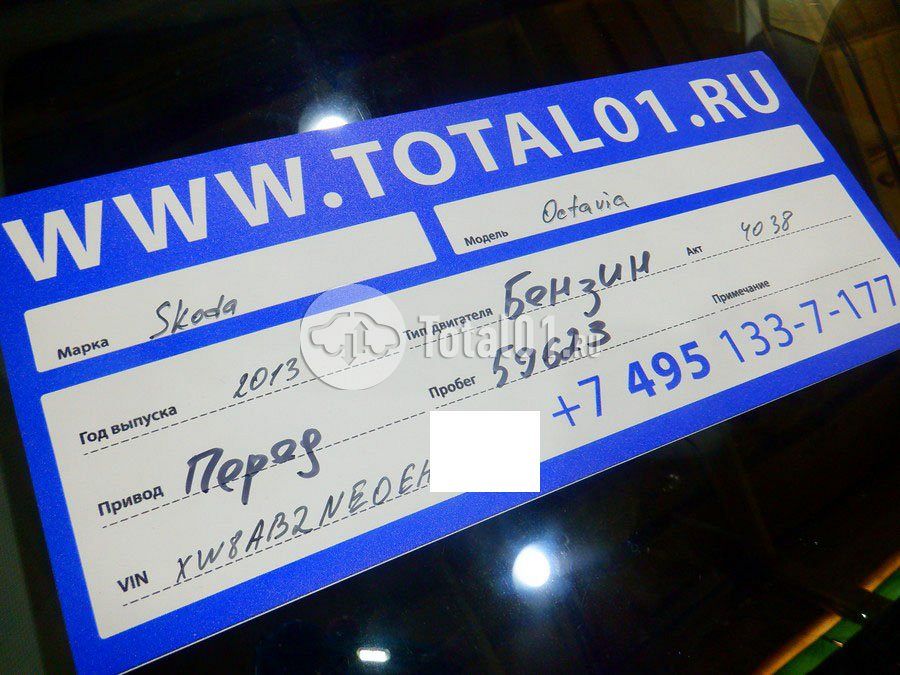 WWW.TOTAL01.RU
Марка Skoda Модель Octavia
Год выпуска 2013 Тип двигателя Бензин Акт 4038
Привод Перед Пробег 59623 Примечание
VIN XW8AB2NEOEH
+7 495 133-7-177
Total01.ru